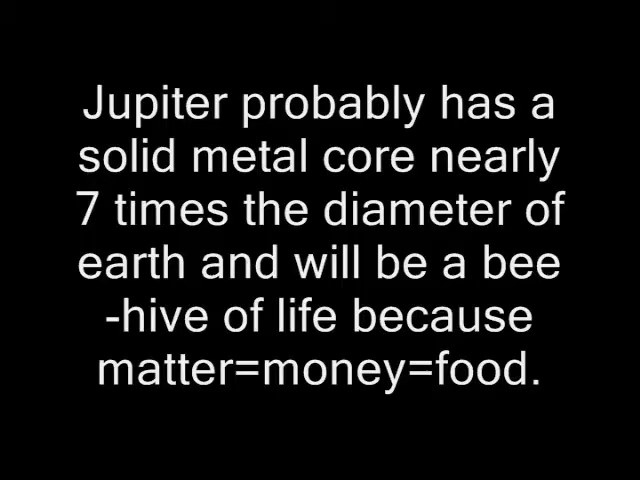 Jupiter probably has a
solid metal core nearly
7 times the diameter of
earth and will be a bee
-hive of life because
matter=money=food.